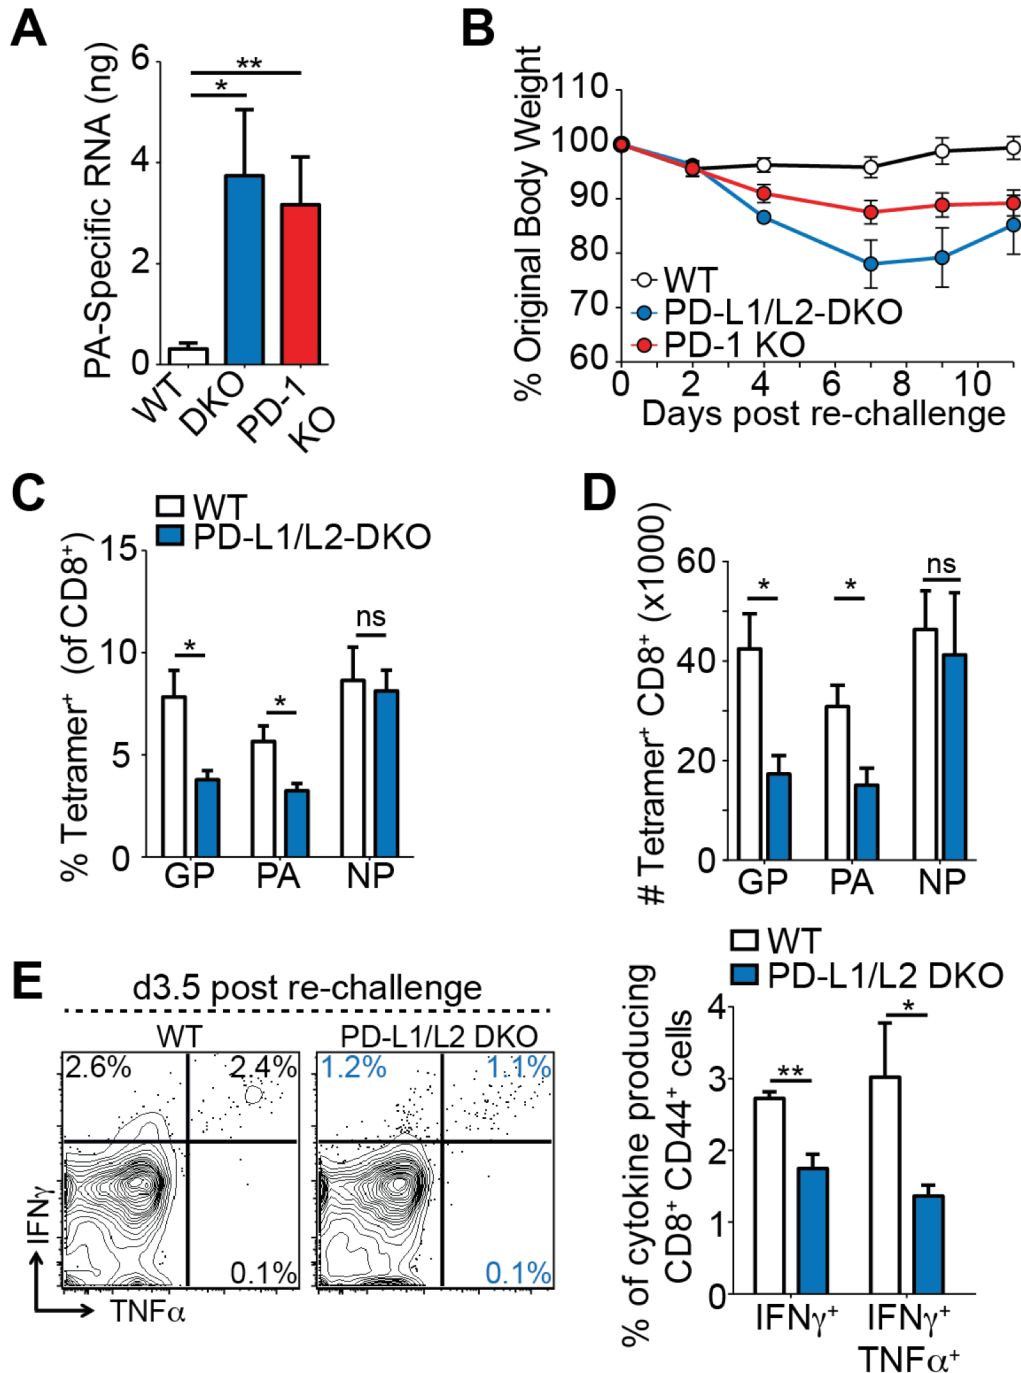 A
PA-Specific RNA (ng)
6
4
2
0
**
*
WT
DKO
PD-1
KO
B
% Original Body Weight
110
100
90
80
70
60
WT
PD-L1/L2-DKO
PD-1 KO
0 2 4 6 8 10
Days post re-challenge
C
WT
PD-L1/L2-DKO
% Tetramer⁺ (of CD8⁺)
15
10
5
0
*
*
ns
GP PA NP
D
# Tetramer⁺ CD8⁺ (x1000)
60
40
20
0
*
*
ns
GP PA NP
E
d3.5 post re-challenge
WT
2.6% 2.4%
0.1%
PD-L1/L2 DKO
1.2% 1.1%
0.1%
IFNγ
TNFα
WT
PD-L1/L2 DKO
% of cytokine producing
CD8⁺ CD44⁺ cells
4
3
2
1
0
**
*
IFNγ⁺ IFNγ⁺
TNFα⁺